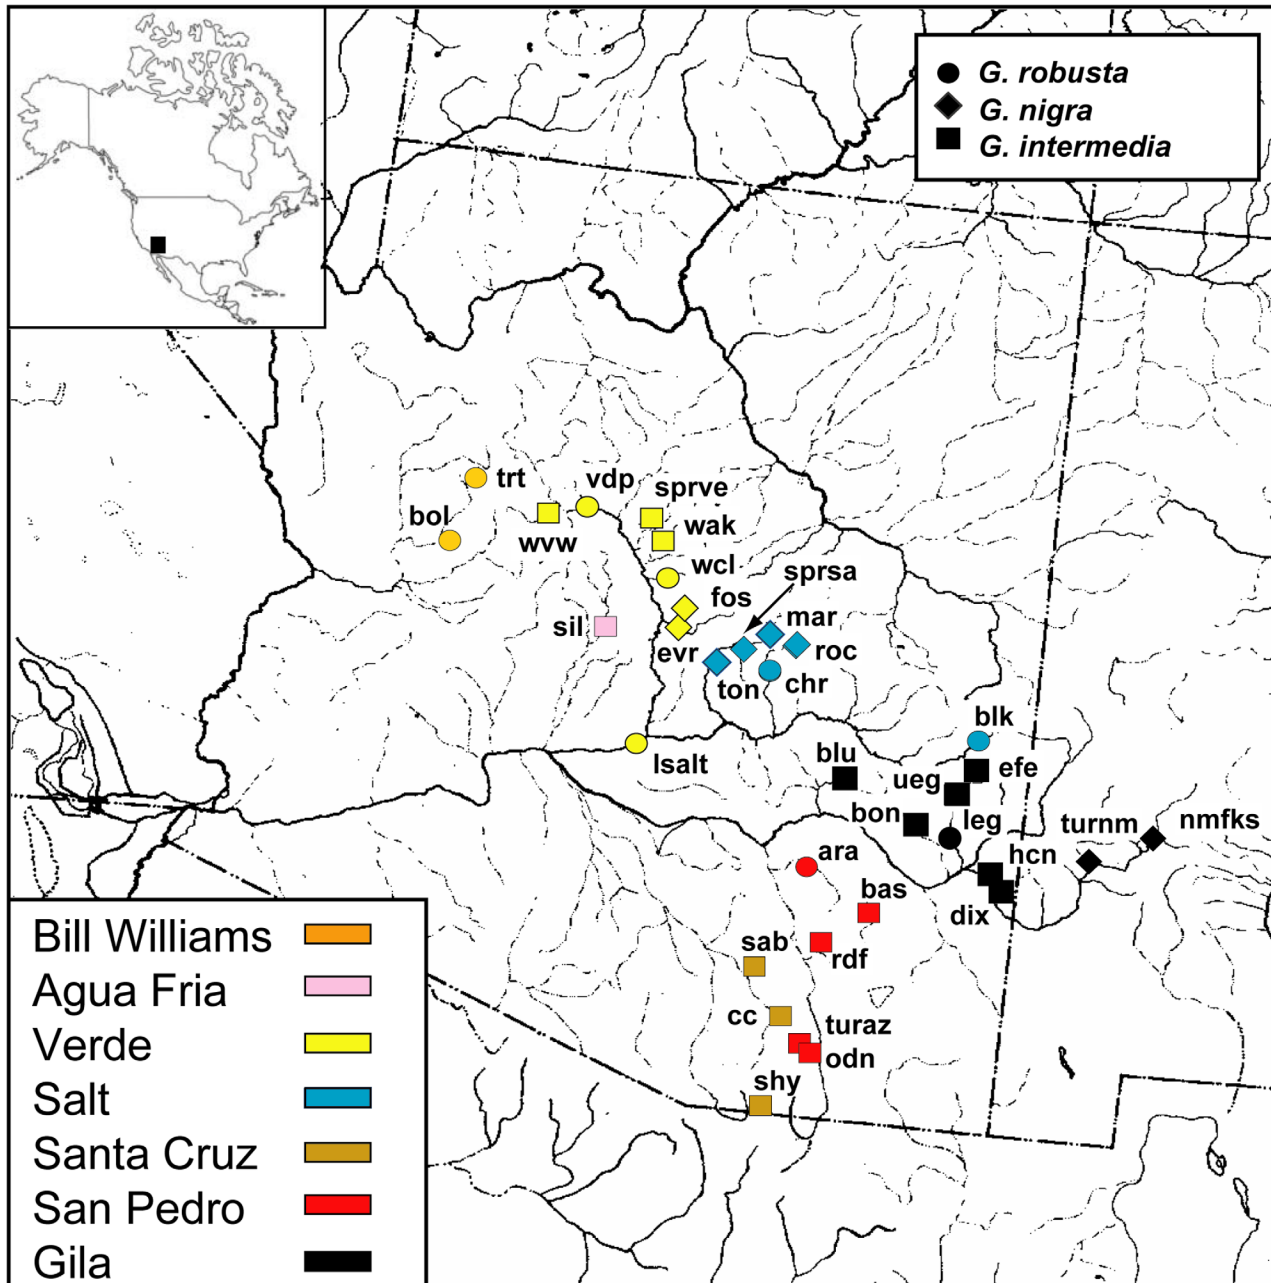 G. robusta
G. nigra
G. intermedia
trt
vdp
sprve
bol
wvw
wak
wcl
sprsa
fos
sil
mar
evr
roc
ton
chr
blk
lsalt
blu
efe
ueg
bon
leg
turnm
nmfks
ara
hcn
bas
dix
sab
rdf
cc
turaz
odn
shy
Bill Williams
Agua Fria
Verde
Salt
Santa Cruz
San Pedro
Gila